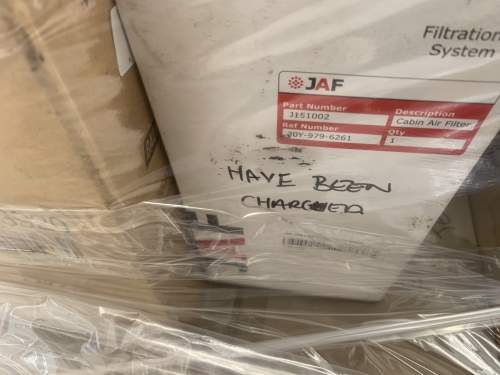 Filtration
System
JAF
Part Number
Description
J151002
Cabin Air Filter
Ref Number
Qty
20Y-979-6261
1
HAVE BEEN
CHARGED